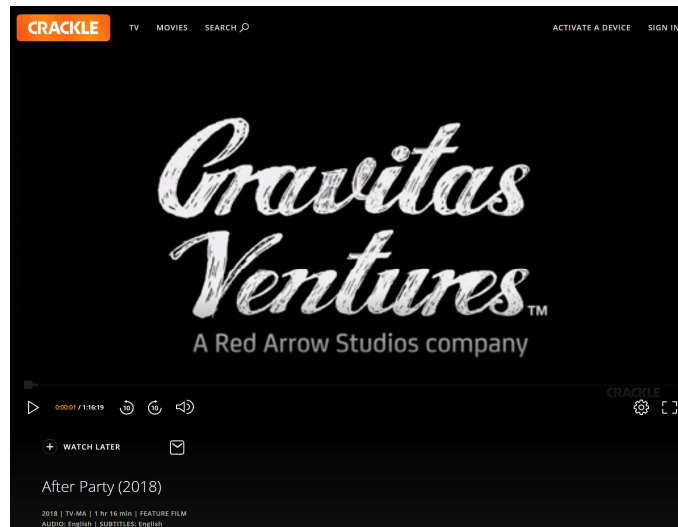 CRACKLE TV MOVIES SEARCH ACTIVATE A DEVICE SIGN IN
Gravitas
Ventures™
A Red Arrow Studios company
CRACKLE
0:00:01 / 1:16:19 10 10
+ WATCH LATER
After Party (2018)
2018 | TV-MA | 1 hr 16 min | FEATURE FILM
AUDIO: English | SUBTITLES: English